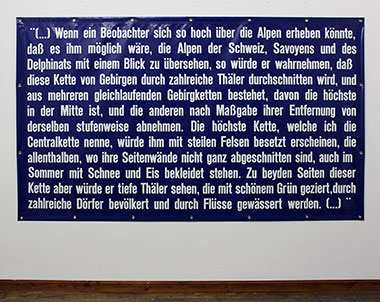 ¨(...) Wenn ein Beobachter sich so hoch über die Alpen erheben könnte,
daß es ihm möglich wäre, die Alpen der Schweiz, Savoyens und des
Delphinats mit einem Blick zu übersehen, so würde er wahrnehmen, daß
diese Kette von Gebirgen durch zahlreiche Thäler durchschnitten wird, und
aus mehreren gleichlaufenden Gebirgketten besteht, davon die höchste
in der Mitte ist, und die anderen nach Maßgabe ihrer Entfernung von
derselben stufenweise abnehmen. Die höchste Kette, welche ich die
Centralkette nenne, würde ihm mit steilen Felsen besetzt erscheinen, die
allenthalben, wo ihre Seitenwände nicht ganz abgeschnitten sind, auch im
Sommer mit Schnee und Eis bekleidet stehen. Zu beyden Seiten dieser
Kette aber würde er tiefe Thäler sehen, die mit schönem Grün geziert,durch
zahlreiche Dörfer bevölkert und durch Flüsse gewässert werden. (...) ¨